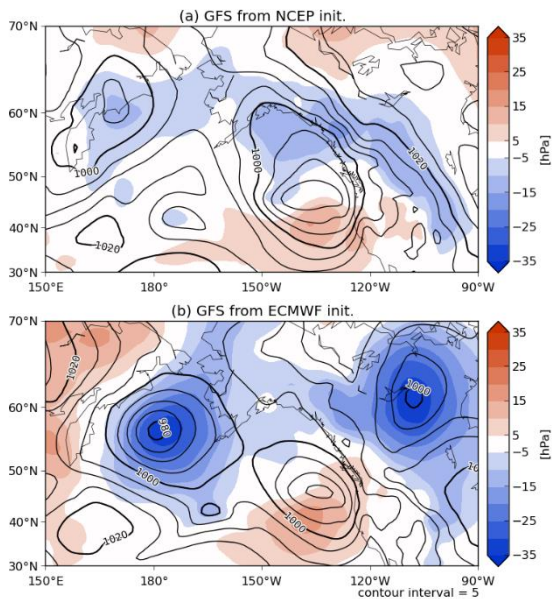 (a) GFS from NCEP init.
70°N
60°N
50°N
40°N
30°N
150°E
180°
150°W
120°W
90°W
1000
1000
1020
1020
35
25
15
5
−5
−15
−25
−35
[hPa]
(b) GFS from ECMWF init.
70°N
60°N
50°N
40°N
30°N
150°E
180°
150°W
120°W
90°W
1020
980
1000
1000
1020
1000
10
35
25
15
5
−5
−15
−25
−35
[hPa]
contour interval = 5